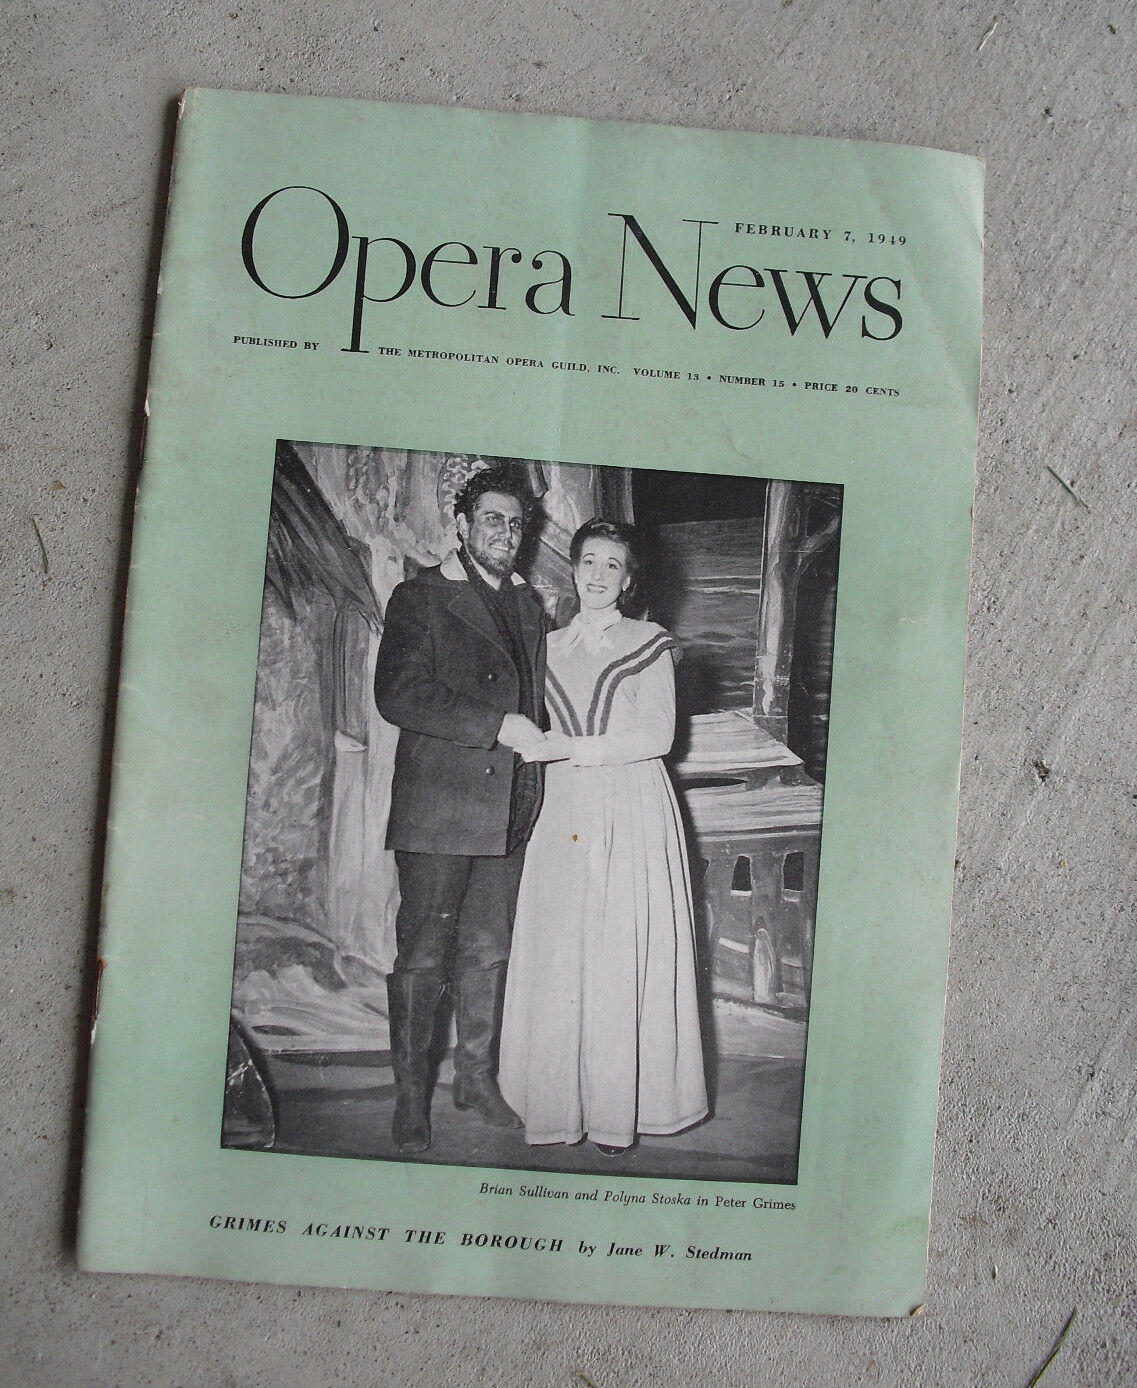 FEBRUARY 7, 1949
Opera News
PUBLISHED BY THE METROPOLITAN OPERA GUILD, INC. VOLUME 13 • NUMBER 15 • PRICE 20 CENTS
Brian Sullivan and Polyna Stoska in Peter Grimes
GRIMES AGAINST THE BOROUGH by Jane W. Stedman